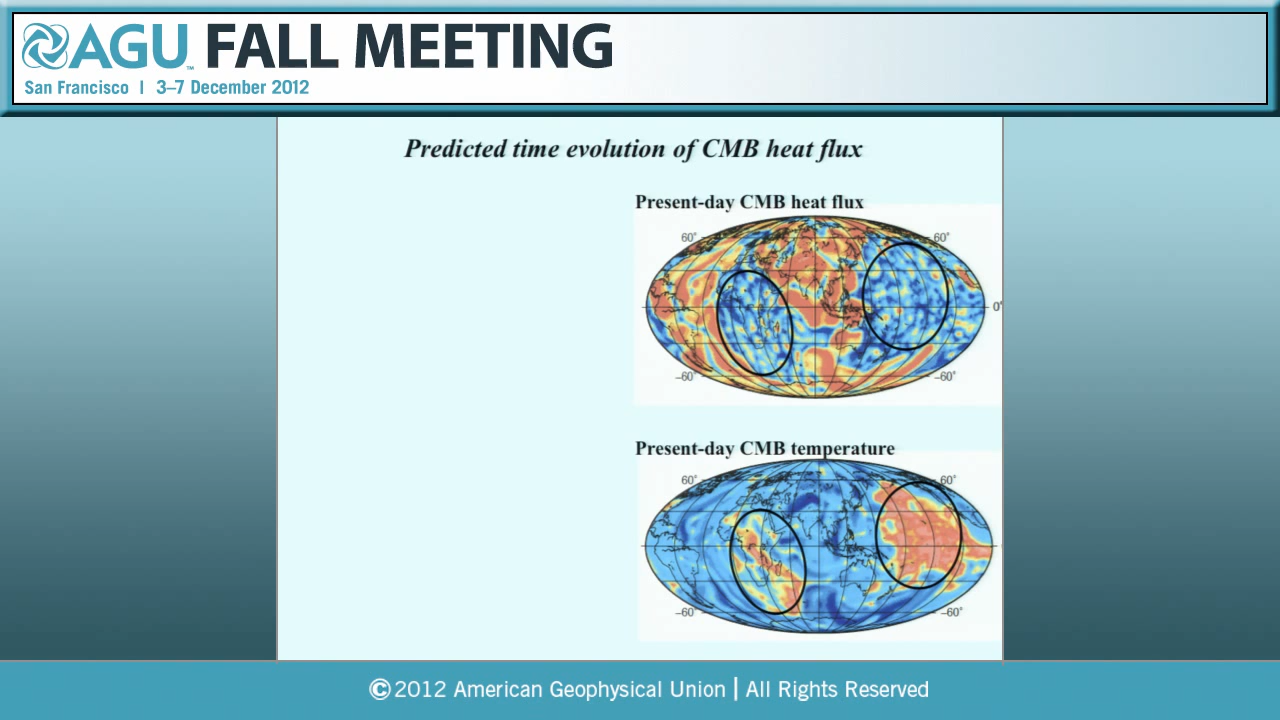 AGU FALL MEETING
San Francisco | 3–7 December 2012
Predicted time evolution of CMB heat flux
Present-day CMB heat flux
60˚ 60˚
0˚
−60˚ −60˚
Present-day CMB temperature
60˚ 60˚
−60˚ −60˚
©2012 American Geophysical Union | All Rights Reserved